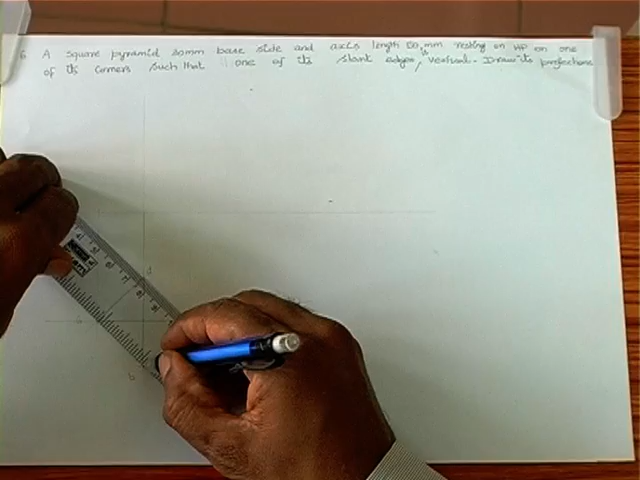 6. A square pyramid 30mm base side and axis length 50 mm resting on HP on one
of its corners such that one of its slant edges, vertical. Draw its projections
d
b